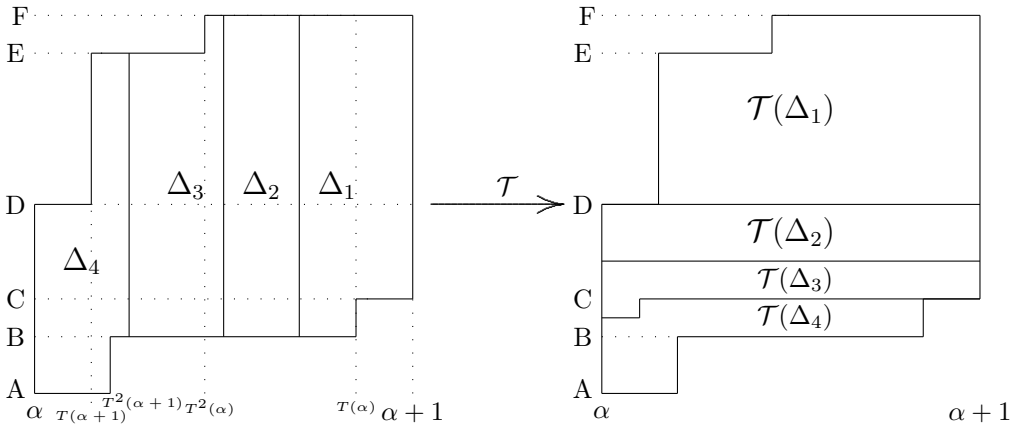 F F
E E
𝒯(Δ₁)
Δ₃ Δ₂ Δ₁ 𝒯
D D
𝒯(Δ₂)
Δ₄
𝒯(Δ₃)
C C
𝒯(Δ₄)
B B
A A
α T(α + 1) T²(α + 1) T²(α) T(α) α + 1 α α + 1